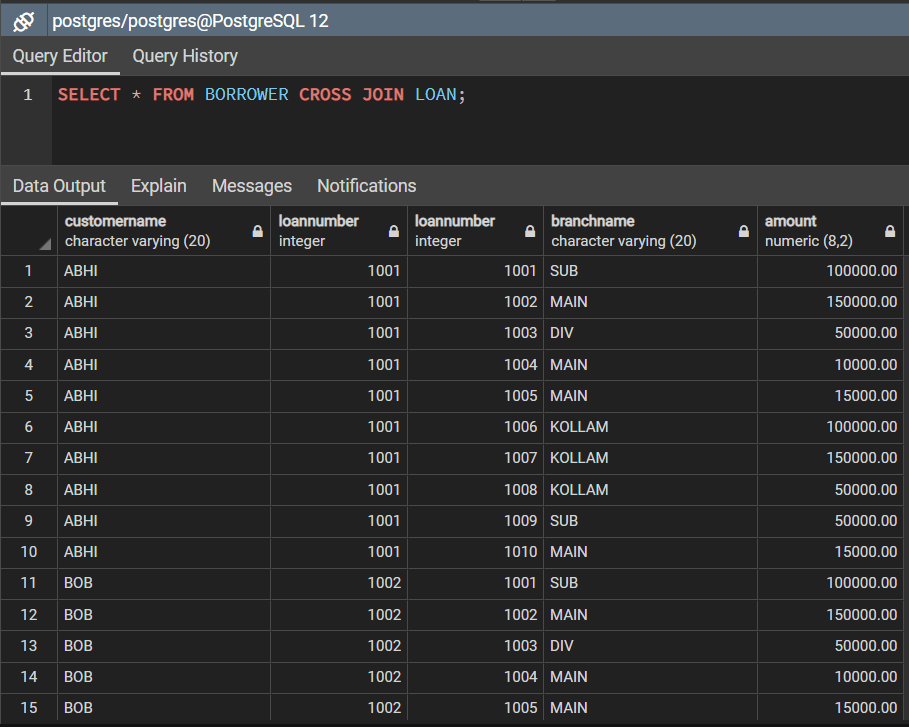 postgres/postgres@PostgreSQL 12
Query Editor Query History
1 SELECT * FROM BORROWER CROSS JOIN LOAN;
Data Output Explain Messages Notifications
customername loannumber loannumber branchname amount
character varying (20) integer integer character varying (20) numeric (8,2)
1 ABHI 1001 1001 SUB 100000.00
2 ABHI 1001 1002 MAIN 150000.00
3 ABHI 1001 1003 DIV 50000.00
4 ABHI 1001 1004 MAIN 10000.00
5 ABHI 1001 1005 MAIN 15000.00
6 ABHI 1001 1006 KOLLAM 100000.00
7 ABHI 1001 1007 KOLLAM 150000.00
8 ABHI 1001 1008 KOLLAM 50000.00
9 ABHI 1001 1009 SUB 50000.00
10 ABHI 1001 1010 MAIN 15000.00
11 BOB 1002 1001 SUB 100000.00
12 BOB 1002 1002 MAIN 150000.00
13 BOB 1002 1003 DIV 50000.00
14 BOB 1002 1004 MAIN 10000.00
15 BOB 1002 1005 MAIN 15000.00